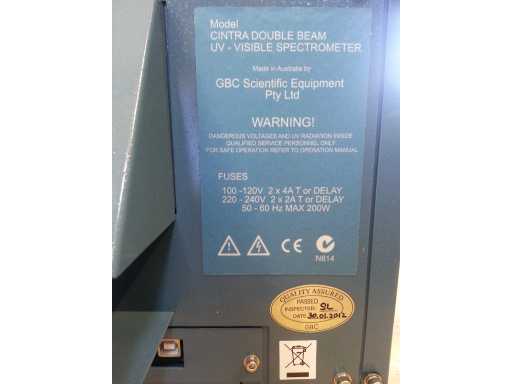 Model
CINTRA DOUBLE BEAM
UV - VISIBLE SPECTROMETER
Made in Australia by
GBC Scientific Equipment
Pty Ltd
WARNING!
DANGEROUS VOLTAGES AND UV RADIATION INSIDE
QUALIFIED SERVICE PERSONNEL ONLY
FOR SAFE OPERATION REFER TO OPERATION MANUAL
FUSES
100 -120V 2 x 4A T or DELAY
220 - 240V 2 x 2A T or DELAY
50 - 60 Hz MAX 200W
CE
N814
QUALITY ASSURED
PASSED
INSPECTOR: SL
DATE: 30.01.2012
GBC